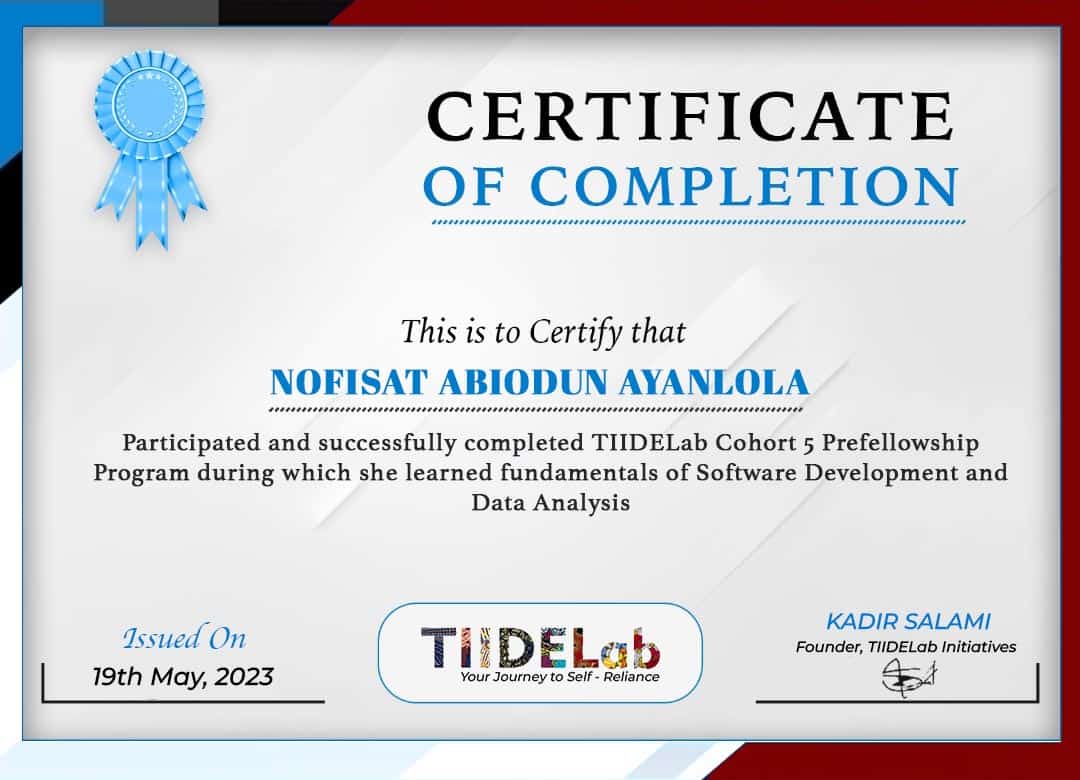 CERTIFICATE
OF COMPLETION
This is to Certify that
NOFISAT ABIODUN AYANLOLA
Participated and successfully completed TIIDELab Cohort 5 Prefellowship
Program during which she learned fundamentals of Software Development and
Data Analysis
Issued On
19th May, 2023
TIIDELab
Your Journey to Self - Reliance
KADIR SALAMI
Founder, TIIDELab Initiatives